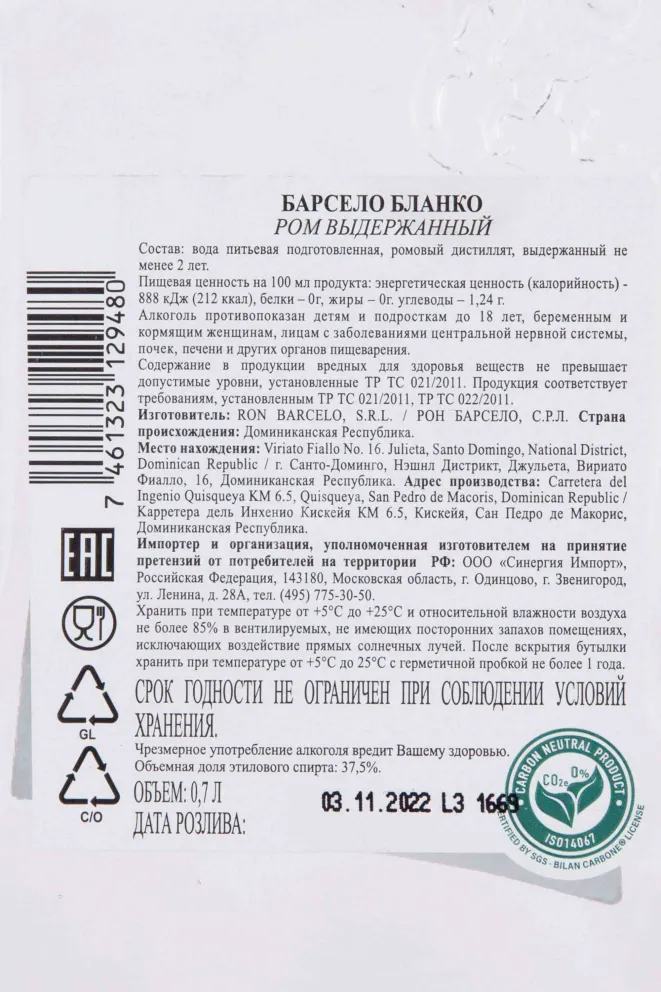 БАРСЕЛО БЛАНКО
РОМ ВЫДЕРЖАННЫЙ
Состав: вода питьевая подготовленная, ромовый дистиллят, выдержанный не
менее 2 лет.
Пищевая ценность на 100 мл продукта: энергетическая ценность (калорийность) -
888 кДж (212 ккал), белки – 0г, жиры – 0г. углеводы – 1,24 г.
Алкоголь противопоказан детям и подросткам до 18 лет, беременным и
кормящим женщинам, лицам с заболеваниями центральной нервной системы,
почек, печени и других органов пищеварения.
Содержание в продукции вредных для здоровья веществ не превышает
допустимые уровни, установленные ТР ТС 021/2011. Продукция соответствует
требованиям, установленным ТР ТС 021/2011, ТР ТС 022/2011.
Изготовитель: RON BARCELO, S.R.L. / РОН БАРСЕЛО, С.Р.Л. Страна
происхождения: Доминиканская Республика.
Место нахождения: Viriato Fiallo No. 16. Julieta, Santo Domingo, National District,
Dominican Republic / г. Санто-Доминго, Нэшнл Дистрикт, Джульета, Вириато
Фиалло, 16, Доминиканская Республика. Адрес производства: Carretera del
Ingenio Quisqueya KM 6.5, Quisqueya, San Pedro de Macoris, Dominican Republic /
Карретера дель Инхенио Кискейя КМ 6.5, Кискейя, Сан Педро де Макорис,
Доминиканская Республика.
Импортер и организация, уполномоченная изготовителем на принятие
претензий от потребителей на территории РФ: ООО «Синергия Импорт»,
Российская Федерация, 143180, Московская область, г. Одинцово, г. Звенигород,
ул. Ленина, д. 28А, тел. (495) 775-30-50.
Хранить при температуре от +5°С до +25°С и относительной влажности воздуха
не более 85% в вентилируемых, не имеющих посторонних запахов помещениях,
исключающих воздействие прямых солнечных лучей. После вскрытия бутылки
хранить при температуре от +5°С до 25°С с герметичной пробкой не более 1 года.
СРОК ГОДНОСТИ НЕ ОГРАНИЧЕН ПРИ СОБЛЮДЕНИИ УСЛОВИЙ
ХРАНЕНИЯ.
Чрезмерное употребление алкоголя вредит Вашему здоровью.
Объемная доля этилового спирта: 37,5%.
ОБЪЕМ: 0,7 Л
03.11.2022 L3 1669
ДАТА РОЗЛИВА:
7 461323 129480
EAC
GL
C/O
CARBON NEUTRAL PRODUCT
CO2e 0%
ISO14067
CERTIFIED BY SGS - BILAN CARBONE® LICENSE